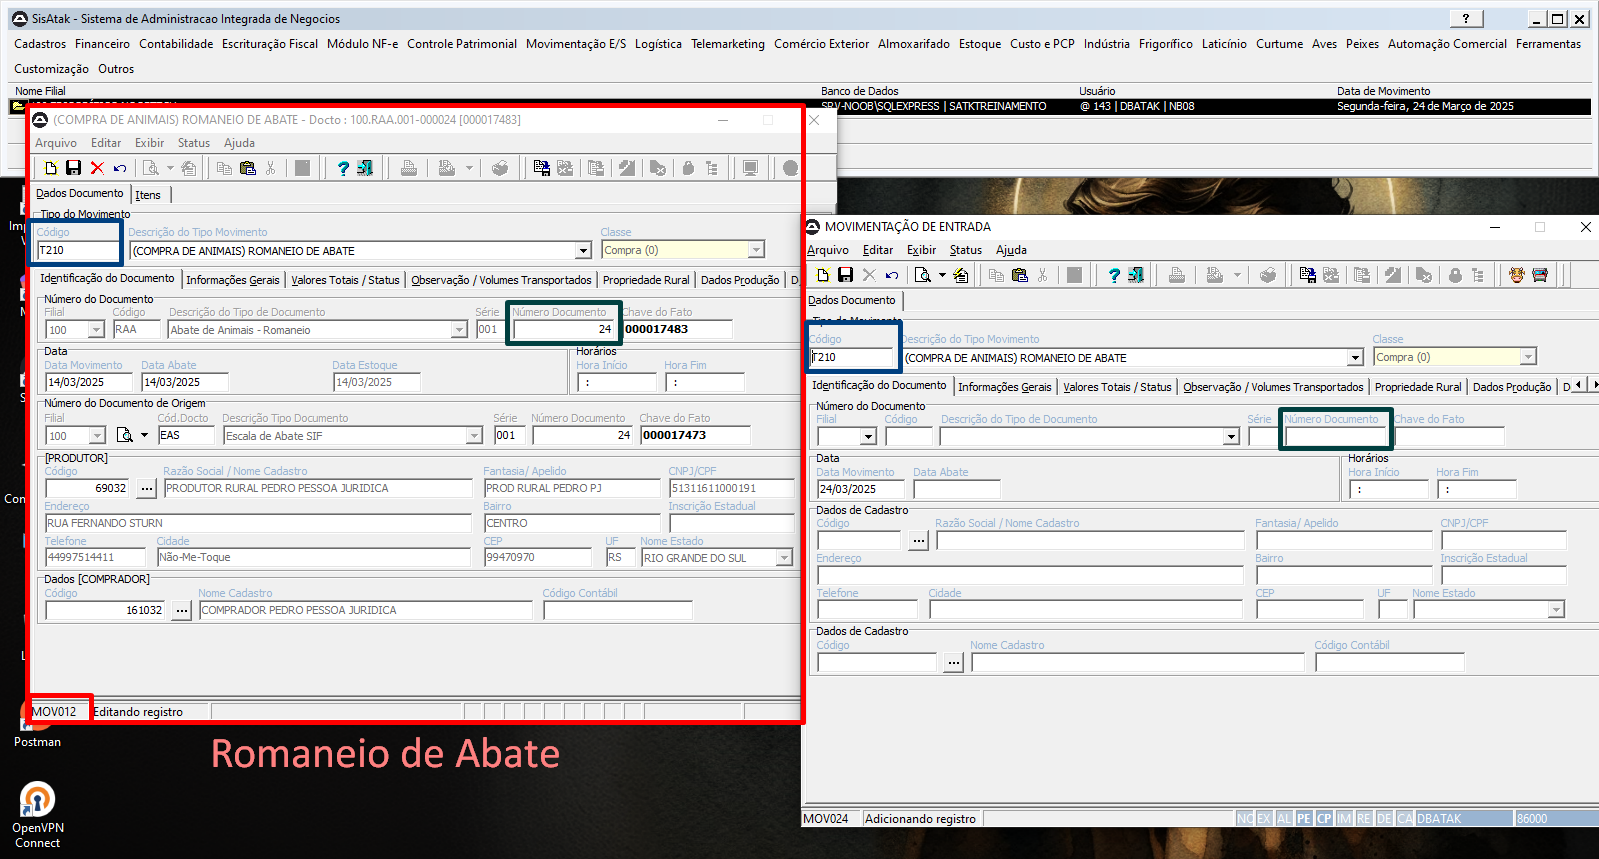 SisAtak - Sistema de Administracao Integrada de Negocios
Cadastros Financeiro Contabilidade Escrituração Fiscal Módulo NF-e Controle Patrimonial Movimentação E/S Logística Telemarketing Comércio Exterior Almoxarifado Estoque Custo e PCP Indústria Frigorífico Laticínio Curtume Aves Peixes Automação Comercial Ferramentas
Customização Outros
Nome Filial Banco de Dados Usuário Data de Movimento
SRV-NOOB\SQLEXPRESS | SATKTREINAMENTO @ 143 | DBATAK | NB08 Segunda-feira, 24 de Março de 2025
(COMPRA DE ANIMAIS) ROMANEIO DE ABATE - Docto : 100.RAA.001-000024 [000017483]
Arquivo Editar Exibir Status Ajuda
Dados Documento Itens
Tipo do Movimento
Código Descrição do Tipo Movimento Classe
T210 (COMPRA DE ANIMAIS) ROMANEIO DE ABATE Compra (0)
Identificação do Documento Informações Gerais Valores Totais / Status Observação / Volumes Transportados Propriedade Rural Dados Produção D
Número do Documento
Filial Código Descrição do Tipo de Documento Série Número Documento Chave do Fato
100 RAA Abate de Animais - Romaneio 001 24 000017483
Data Horários
Data Movimento Data Abate Data Estoque Hora Início Hora Fim
14/03/2025 14/03/2025 14/03/2025 : :
Número do Documento de Origem
Filial Cód.Docto Descrição Tipo Documento Série Número Documento Chave do Fato
100 EAS Escala de Abate SIF 001 24 000017473
[PRODUTOR]
Código Razão Social / Nome Cadastro Fantasia/ Apelido CNPJ/CPF
69032 ... PRODUTOR RURAL PEDRO PESSOA JURIDICA PROD RURAL PEDRO PJ 51311611000191
Endereço Bairro Inscrição Estadual
RUA FERNANDO STURN CENTRO
Telefone Cidade CEP UF Nome Estado
44997514411 Não-Me-Toque 99470970 RS RIO GRANDE DO SUL
Dados [COMPRADOR]
Código Nome Cadastro Código Contábil
161032 ... COMPRADOR PEDRO PESSOA JURIDICA
MOV012 Editando registro
Romaneio de Abate
MOVIMENTAÇÃO DE ENTRADA
Arquivo Editar Exibir Status Ajuda
Dados Documento
Tipo do Movimento
Código Descrição do Tipo Movimento Classe
T210 (COMPRA DE ANIMAIS) ROMANEIO DE ABATE Compra (0)
Identificação do Documento Informações Gerais Valores Totais / Status Observação / Volumes Transportados Propriedade Rural Dados Produção D
Número do Documento
Filial Código Descrição do Tipo de Documento Série Número Documento Chave do Fato
Data Horários
Data Movimento Data Abate Hora Início Hora Fim
24/03/2025 : :
Dados de Cadastro
Código Razão Social / Nome Cadastro Fantasia/ Apelido CNPJ/CPF
...
Endereço Bairro Inscrição Estadual
Telefone Cidade CEP UF Nome Estado
Dados de Cadastro
Código Nome Cadastro Código Contábil
...
MOV024 Adicionando registro NO EX AL PE CP IM RE DE CA DBATAK 86000
Postman
OpenVPN
Connect